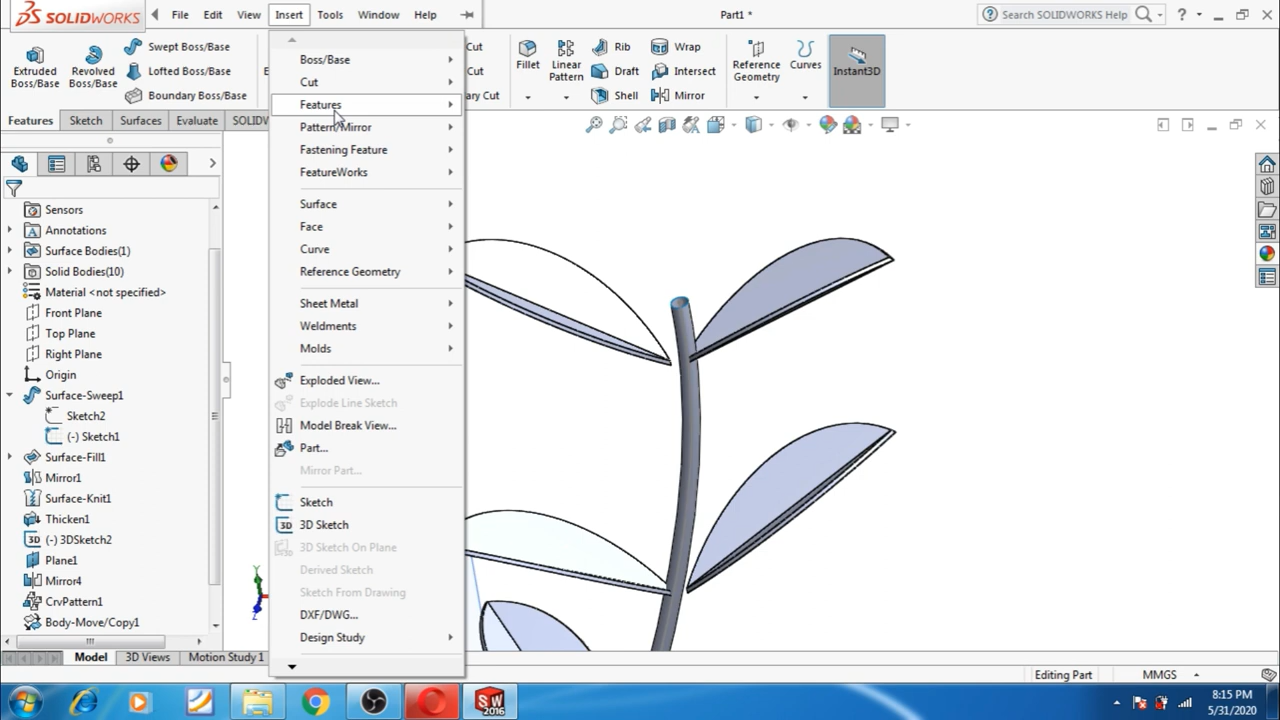 SOLIDWORKS
File Edit View Insert Tools Window Help
Part1 *
Search SOLIDWORKS Help
?
Extruded Boss/Base
Revolved Boss/Base
Swept Boss/Base
Lofted Boss/Base
Boundary Boss/Base
Cut
Cut
ary Cut
Fillet
Linear Pattern
Rib
Draft
Shell
Wrap
Intersect
Mirror
Reference Geometry
Curves
Instant3D
Features Sketch Surfaces Evaluate SOLIDW
Sensors
Annotations
Surface Bodies(1)
Solid Bodies(10)
Material <not specified>
Front Plane
Top Plane
Right Plane
Origin
Surface-Sweep1
Sketch2
(-) Sketch1
Surface-Fill1
Mirror1
Surface-Knit1
Thicken1
3D (-) 3DSketch2
Plane1
Mirror4
CrvPattern1
Body-Move/Copy1
Boss/Base
Cut
Features
Pattern/Mirror
Fastening Feature
FeatureWorks
Surface
Face
Curve
Reference Geometry
Sheet Metal
Weldments
Molds
Exploded View...
Explode Line Sketch
Model Break View...
Part...
Mirror Part...
Sketch
3D 3D Sketch
3D Sketch On Plane
Derived Sketch
Sketch From Drawing
DXF/DWG...
Design Study
Model 3D Views Motion Study 1
Editing Part MMGS
SW 2016
8:15 PM
5/31/2020